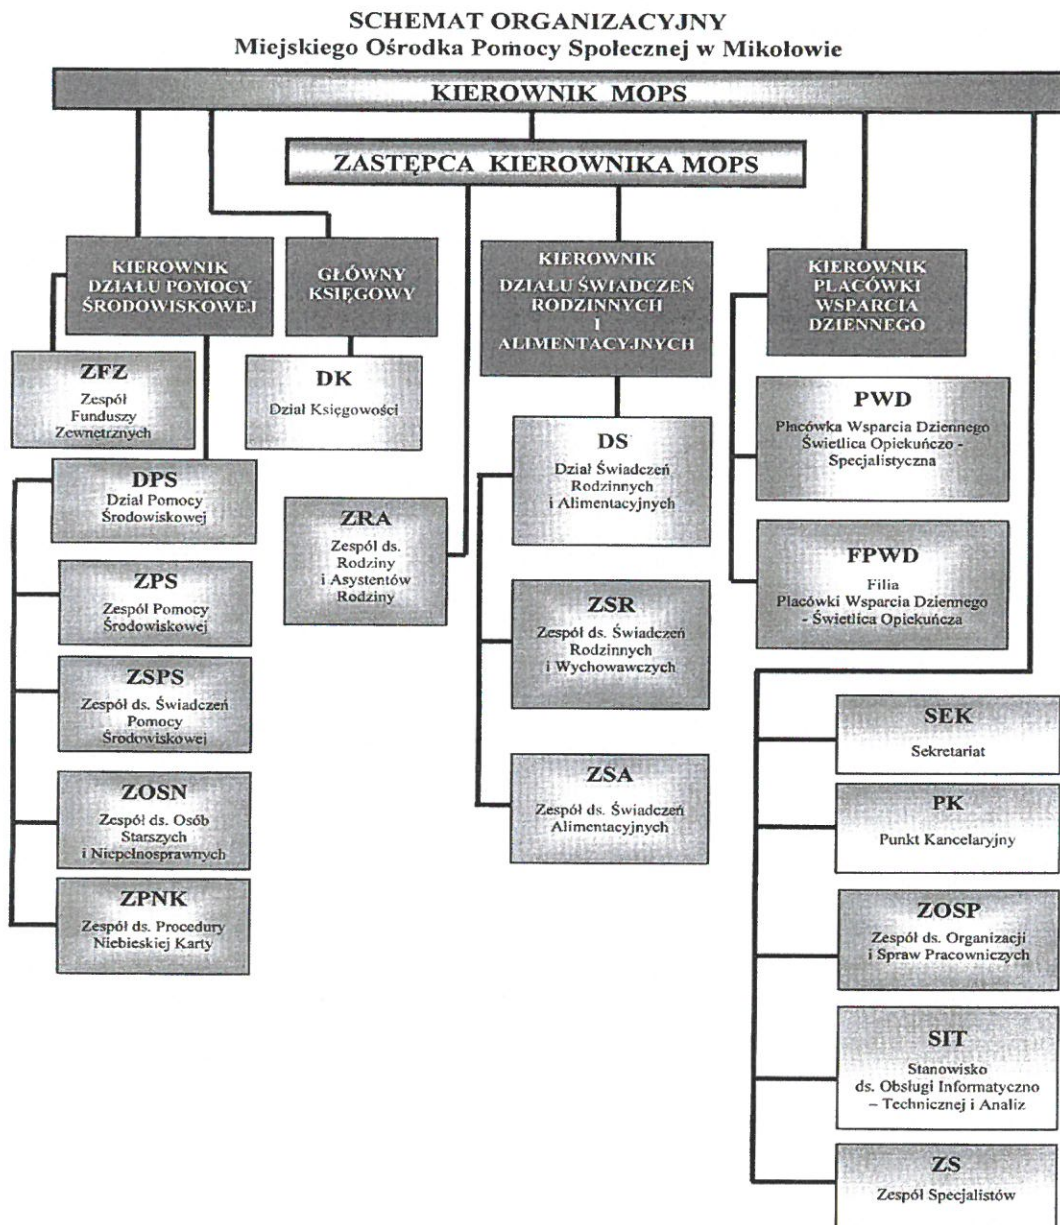 SCHEMAT ORGANIZACYJNY
Miejskiego Ośrodka Pomocy Społecznej w Mikołowie
KIEROWNIK MOPS
ZASTĘPCA KIEROWNIKA MOPS
KIEROWNIK
DZIAŁU POMOCY
ŚRODOWISKOWEJ
GŁÓWNY
KSIĘGOWY
KIEROWNIK
DZIAŁU ŚWIADCZEŃ
RODZINNYCH
I
ALIMENTACYJNYCH
KIEROWNIK
PLACÓWKI
WSPARCIA
DZIENNEGO
ZFZ
Zespół
Funduszy
Zewnętrznych
DK
Dział Księgowości
DPS
Dział Pomocy
Środowiskowej
ZPS
Zespół Pomocy
Środowiskowej
ZSPS
Zespół ds. Świadczeń
Pomocy
Środowiskowej
ZOSN
Zespół ds. Osób
Starszych
i Niepełnosprawnych
ZPNK
Zespół ds. Procedury
Niebieskiej Karty
ZRA
Zespół ds.
Rodziny
i Asystentów
Rodziny
DS
Dział Świadczeń
Rodzinnych
i Alimentacyjnych
ZSR
Zespół ds. Świadczeń
Rodzinnych
i Wychowawczych
ZSA
Zespół ds. Świadczeń
Alimentacyjnych
PWD
Placówka Wsparcia Dziennego
Świetlica Opiekuńczo -
Specjalistyczna
FPWD
Filia
Placówki Wsparcia Dziennego
- Świetlica Opiekuńcza
SEK
Sekretariat
PK
Punkt Kancelaryjny
ZOSP
Zespół ds. Organizacji
i Spraw Pracowniczych
SIT
Stanowisko
ds. Obsługi Informatyczno
– Technicznej i Analiz
ZS
Zespół Specjalistów